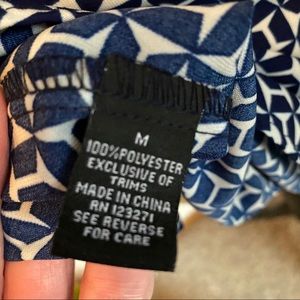 M
100%POLYESTER
EXCLUSIVE OF
TRIMS
MADE IN CHINA
RN 123271
SEE REVERSE
FOR CARE